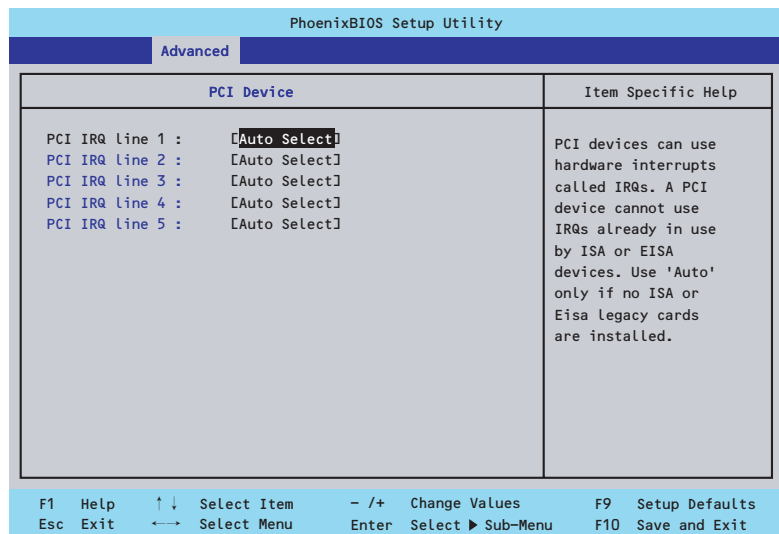 PhoenixBIOS Setup Utility
Advanced
PCI Device
PCI IRQ line 1 : [Auto Select]
PCI IRQ line 2 : [Auto Select]
PCI IRQ line 3 : [Auto Select]
PCI IRQ line 4 : [Auto Select]
PCI IRQ line 5 : [Auto Select]
Item Specific Help
PCI devices can use
hardware interrupts
called IRQs. A PCI
device cannot use
IRQs already in use
by ISA or EISA
devices. Use 'Auto'
only if no ISA or
Eisa legacy cards
are installed.
F1 Help ↑↓ Select Item − /+ Change Values F9 Setup Defaults
Esc Exit ←→ Select Menu Enter Select ▶ Sub−Menu F10 Save and Exit